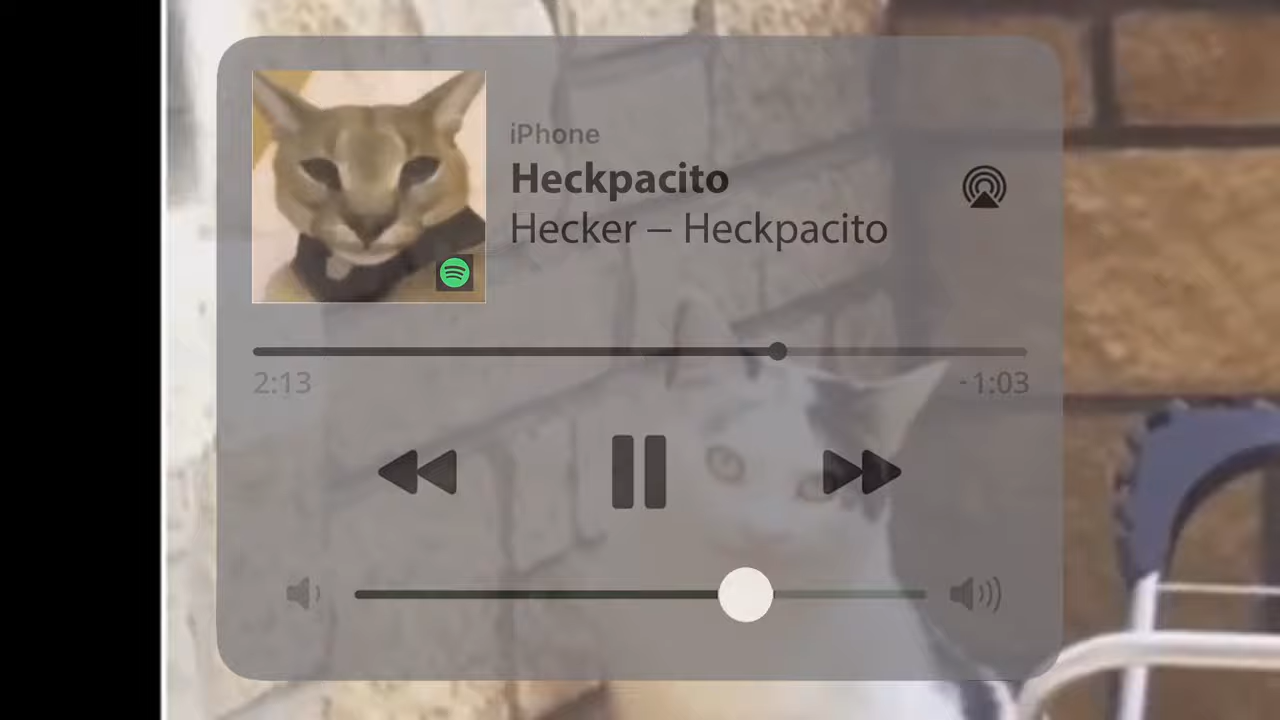 iPhone
Heckpacito
Hecker – Heckpacito
2:13
-1:03